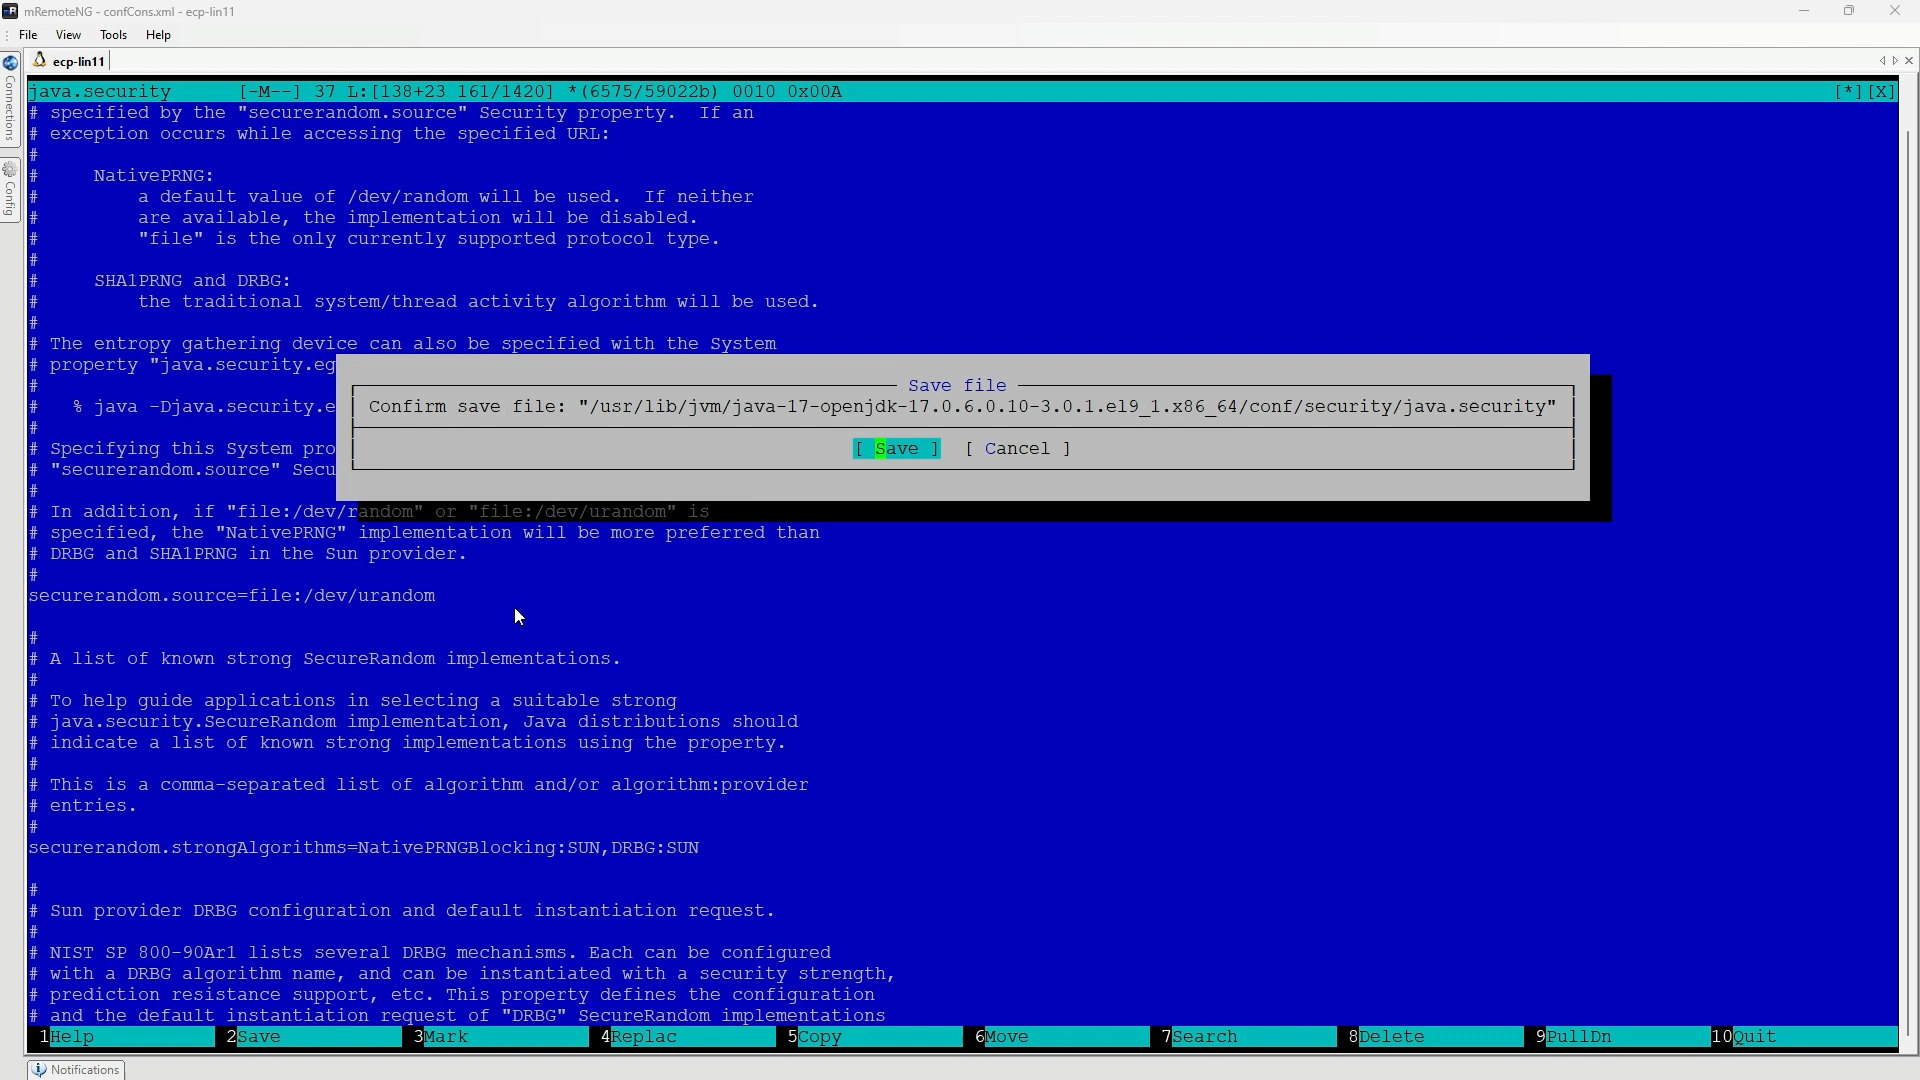 mRemoteNG - confCons.xml - ecp-lin11
File View Tools Help
ecp-lin11
Connections
Config
java.security [-M--] 37 L:[138+23 161/1420] *(6575/59022b) 0010 0x00A [*][X]
# specified by the "securerandom.source" Security property. If an
# exception occurs while accessing the specified URL:
#
# NativePRNG:
# a default value of /dev/random will be used. If neither
# are available, the implementation will be disabled.
# "file" is the only currently supported protocol type.
#
# SHA1PRNG and DRBG:
# the traditional system/thread activity algorithm will be used.
#
# The entropy gathering device can also be specified with the System
# property "java.security.eg
#
# % java -Djava.security.e
#
# Specifying this System pro
# "securerandom.source" Secu
#
Save file
Confirm save file: "/usr/lib/jvm/java-17-openjdk-17.0.6.0.10-3.0.1.el9_1.x86_64/conf/security/java.security"
[ Save ] [ Cancel ]
# In addition, if "file:/dev/random" or "file:/dev/urandom" is
# specified, the "NativePRNG" implementation will be more preferred than
# DRBG and SHA1PRNG in the Sun provider.
#
securerandom.source=file:/dev/urandom
#
# A list of known strong SecureRandom implementations.
#
# To help guide applications in selecting a suitable strong
# java.security.SecureRandom implementation, Java distributions should
# indicate a list of known strong implementations using the property.
#
# This is a comma-separated list of algorithm and/or algorithm:provider
# entries.
#
securerandom.strongAlgorithms=NativePRNGBlocking:SUN,DRBG:SUN
#
# Sun provider DRBG configuration and default instantiation request.
#
# NIST SP 800-90Ar1 lists several DRBG mechanisms. Each can be configured
# with a DRBG algorithm name, and can be instantiated with a security strength,
# prediction resistance support, etc. This property defines the configuration
# and the default instantiation request of "DRBG" SecureRandom implementations
1Help 2Save 3Mark 4Replac 5Copy 6Move 7Search 8Delete 9PullDn 10Quit
Notifications